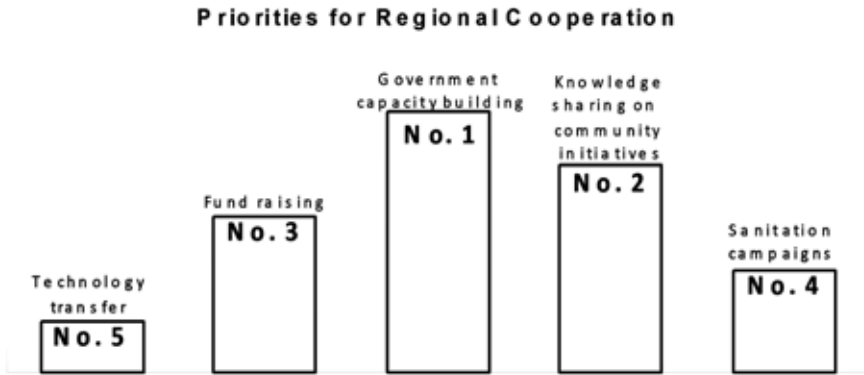 Priorities for Regional Cooperation
Technology
transfer
No. 5
Fund raising
No. 3
Government
capacity building
No. 1
Knowledge
sharing on
community
initiatives
No. 2
Sanitation
campaigns
No. 4